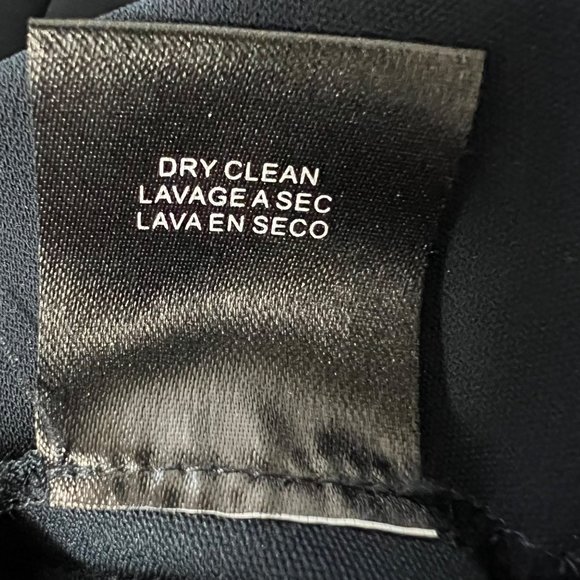 DRY CLEAN
LAVAGE A SEC
LAVA EN SECO